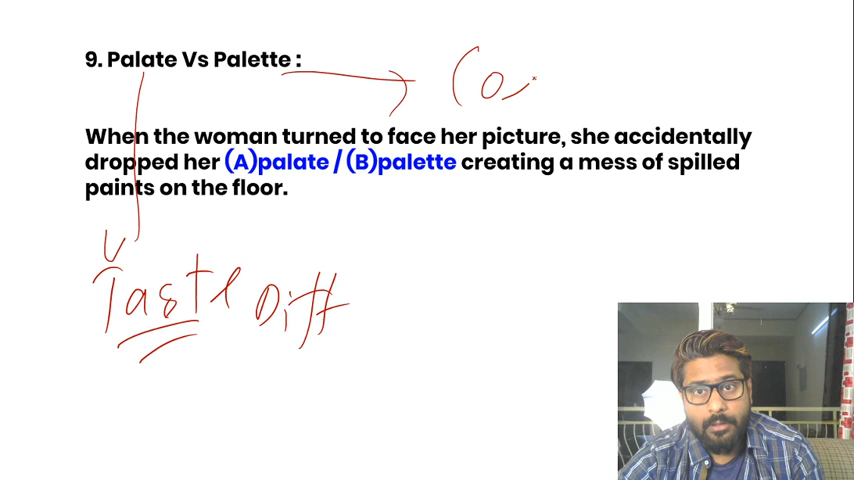 9. Palate Vs Palette :
When the woman turned to face her picture, she accidentally
dropped her (A)palate / (B)palette creating a mess of spilled
paints on the floor.
Taste Diff